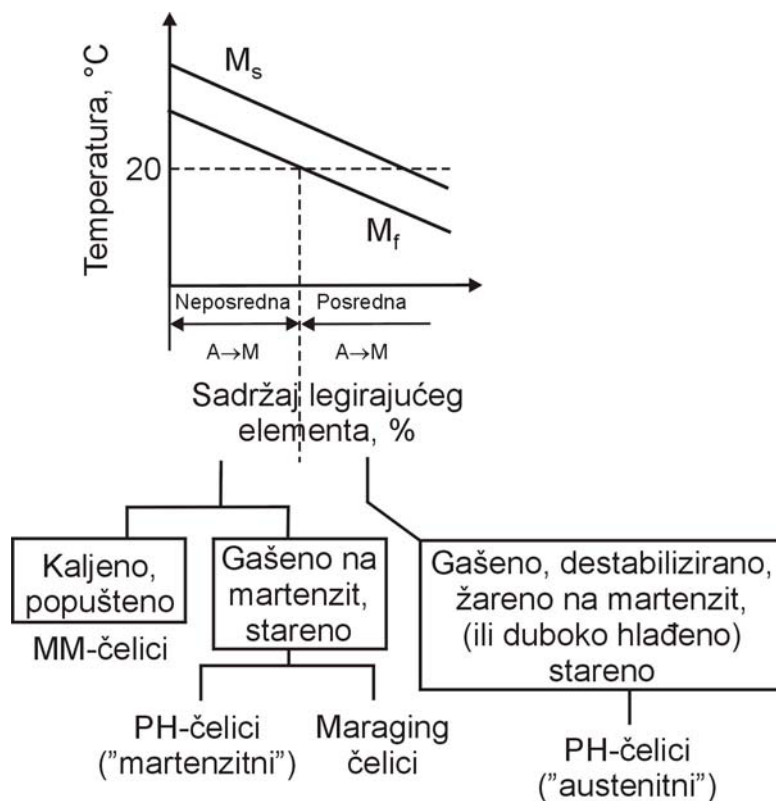 Temperatura, °C
M_s
20
M_f
Neposredna Posredna
A→M A→M
Sadržaj legirajućeg
elementa, %
Kaljeno,
popušteno
MM-čelici
Gašeno na
martenzit,
stareno
PH-čelici
("martenzitni")
Maraging
čelici
Gašeno, destabilizirano,
žareno na martenzit,
(ili duboko hlađeno)
stareno
PH-čelici
("austenitni")